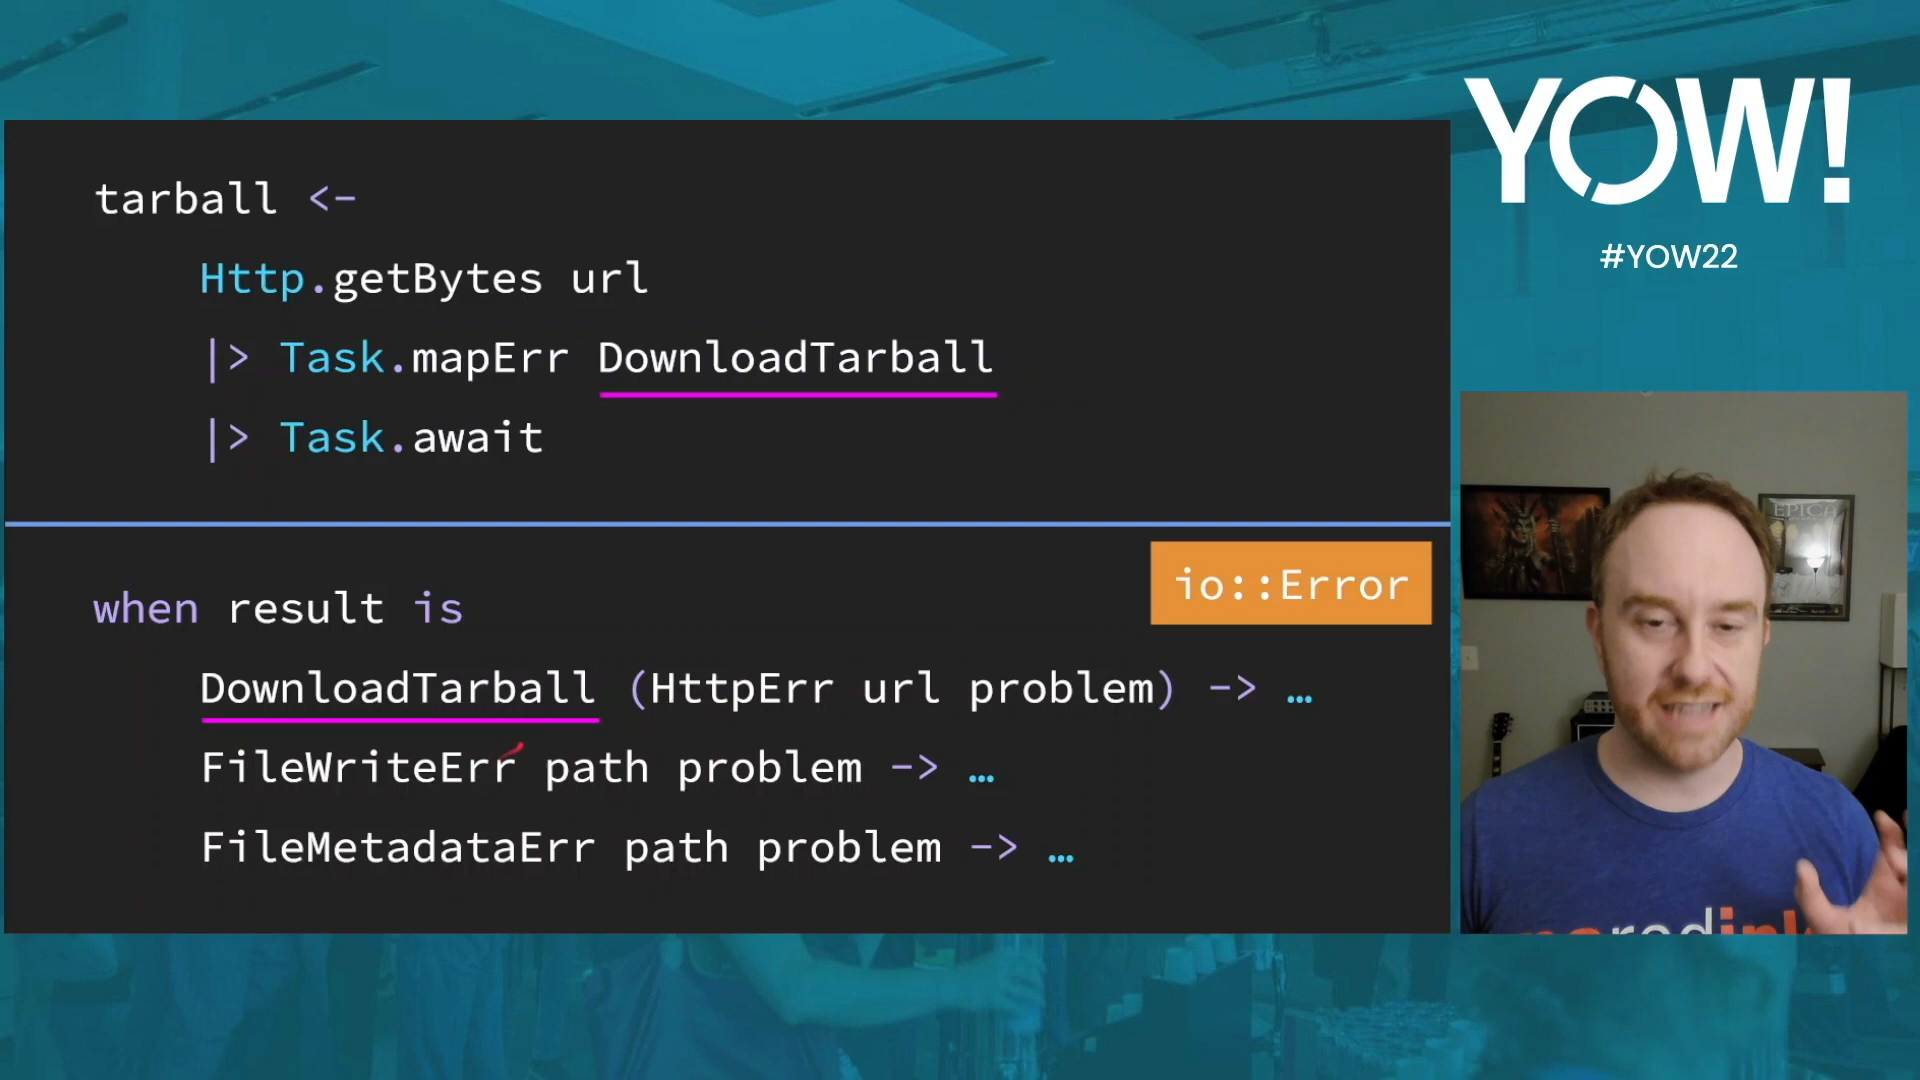 tarball <-
Http.getBytes url
|> Task.mapErr DownloadTarball
|> Task.await
io::Error
when result is
DownloadTarball (HttpErr url problem) -> …
FileWriteErr path problem -> …
FileMetadataErr path problem -> …
YOW!
#YOW22
EPICA